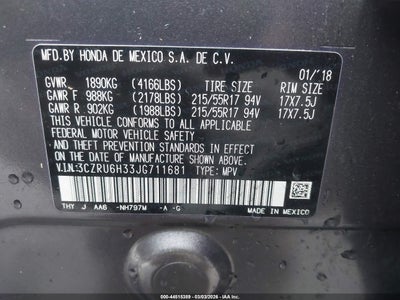 MFD.BY HONDA DE MEXICO S.A. DE C.V.
01/'18
GVWR 1890KG (4166LBS) TIRE SIZE RIM SIZE
GAWR F 988KG (2178LBS) 215/55R17 94V 17X7.5J
GAWR R 902KG (1988LBS) 215/55R17 94V 17X7.5J
THIS VEHICLE CONFORMS TO ALL APPLICABLE
FEDERAL MOTOR VEHICLE SAFETY AND
THEFT PREVENTION STANDARDS IN EFFECT
ON THE DATE OF MANUFACTURE SHOWN ABOVE.
V.I.N:3CZRU6H33JG711681 TYPE: MPV
THY J AA6 -NH797M -A -G
MADE IN MEXICO
000-44515359 - 03/03/2026 - © IAA